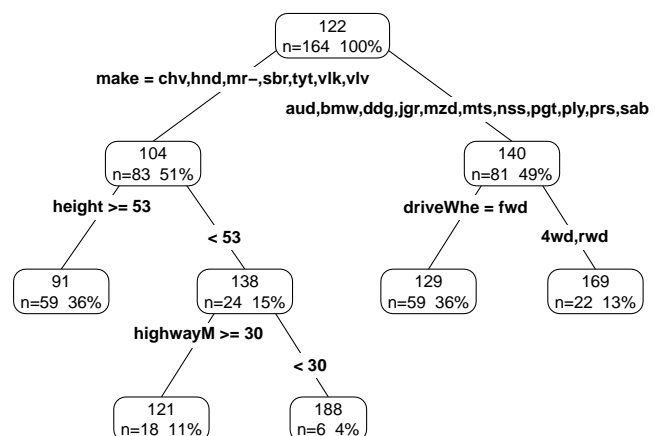 122
n=164 100%
make = chv,hnd,mr−,sbr,tyt,vlk,vlv
aud,bmw,ddg,jgr,mzd,mts,nss,pgt,ply,prs,sab
104
n=83 51%
140
n=81 49%
height >= 53
< 53
driveWhe = fwd
4wd,rwd
91
n=59 36%
138
n=24 15%
129
n=59 36%
169
n=22 13%
highwayM >= 30
< 30
121
n=18 11%
188
n=6 4%